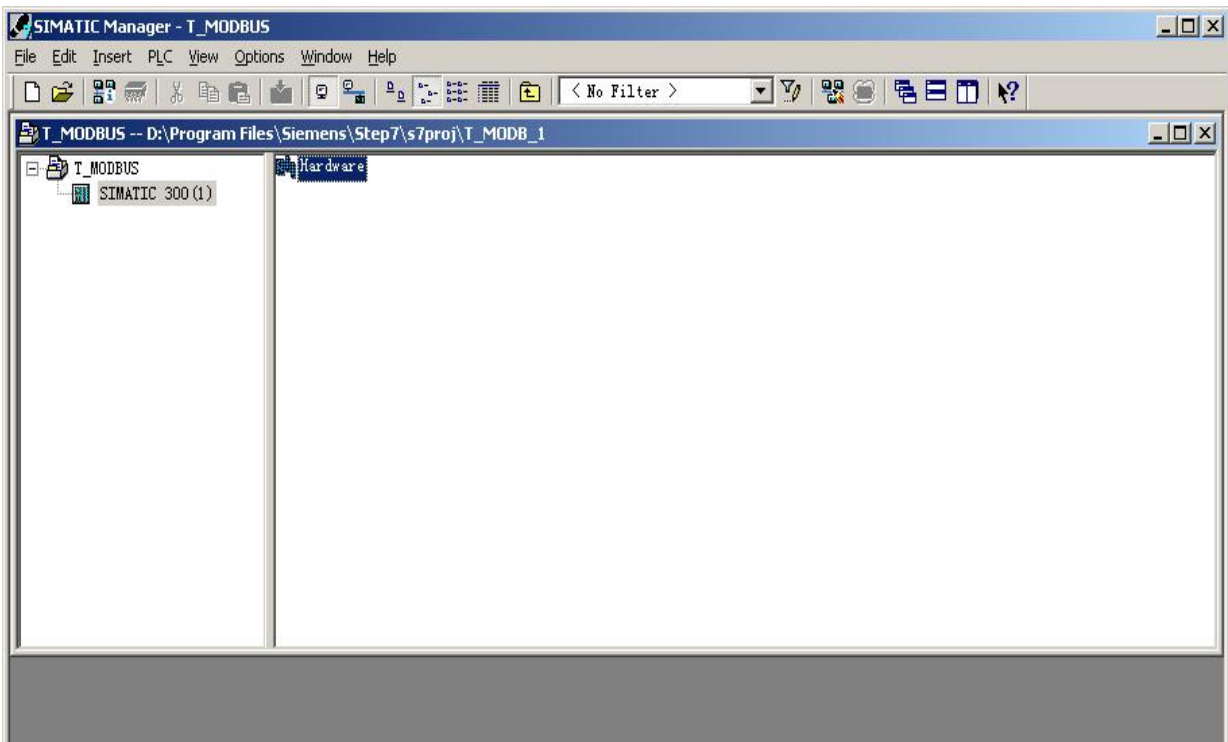 SIMATIC Manager - T_MODBUS
File Edit Insert PLC View Options Window Help
< No Filter >
T_MODBUS -- D:\Program Files\Siemens\Step7\s7proj\T_MODB_1
T_MODBUS
Hardware
SIMATIC 300(1)